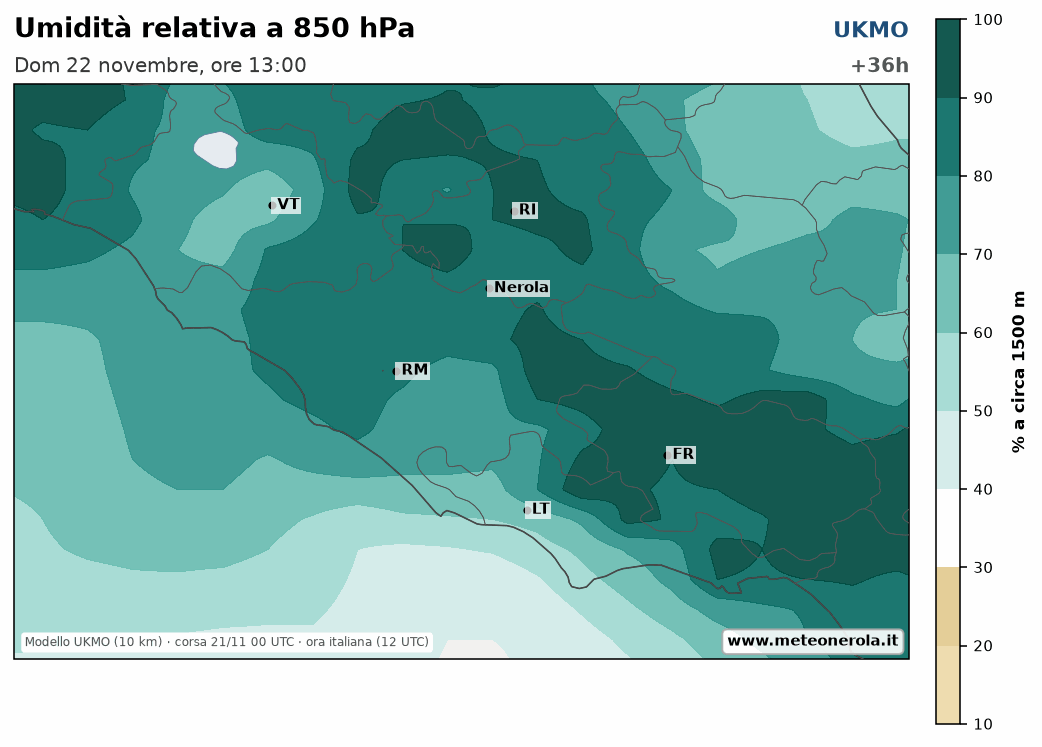 Umidità relativa a 850 hPa
UKMO
Dom 22 novembre, ore 13:00
+36h
VT
RI
Nerola
RM
FR
LT
Modello UKMO (10 km) · corsa 21/11 00 UTC · ora italiana (12 UTC)
www.meteonerola.it
100
90
80
70
60
50
40
30
20
10
% a circa 1500 m